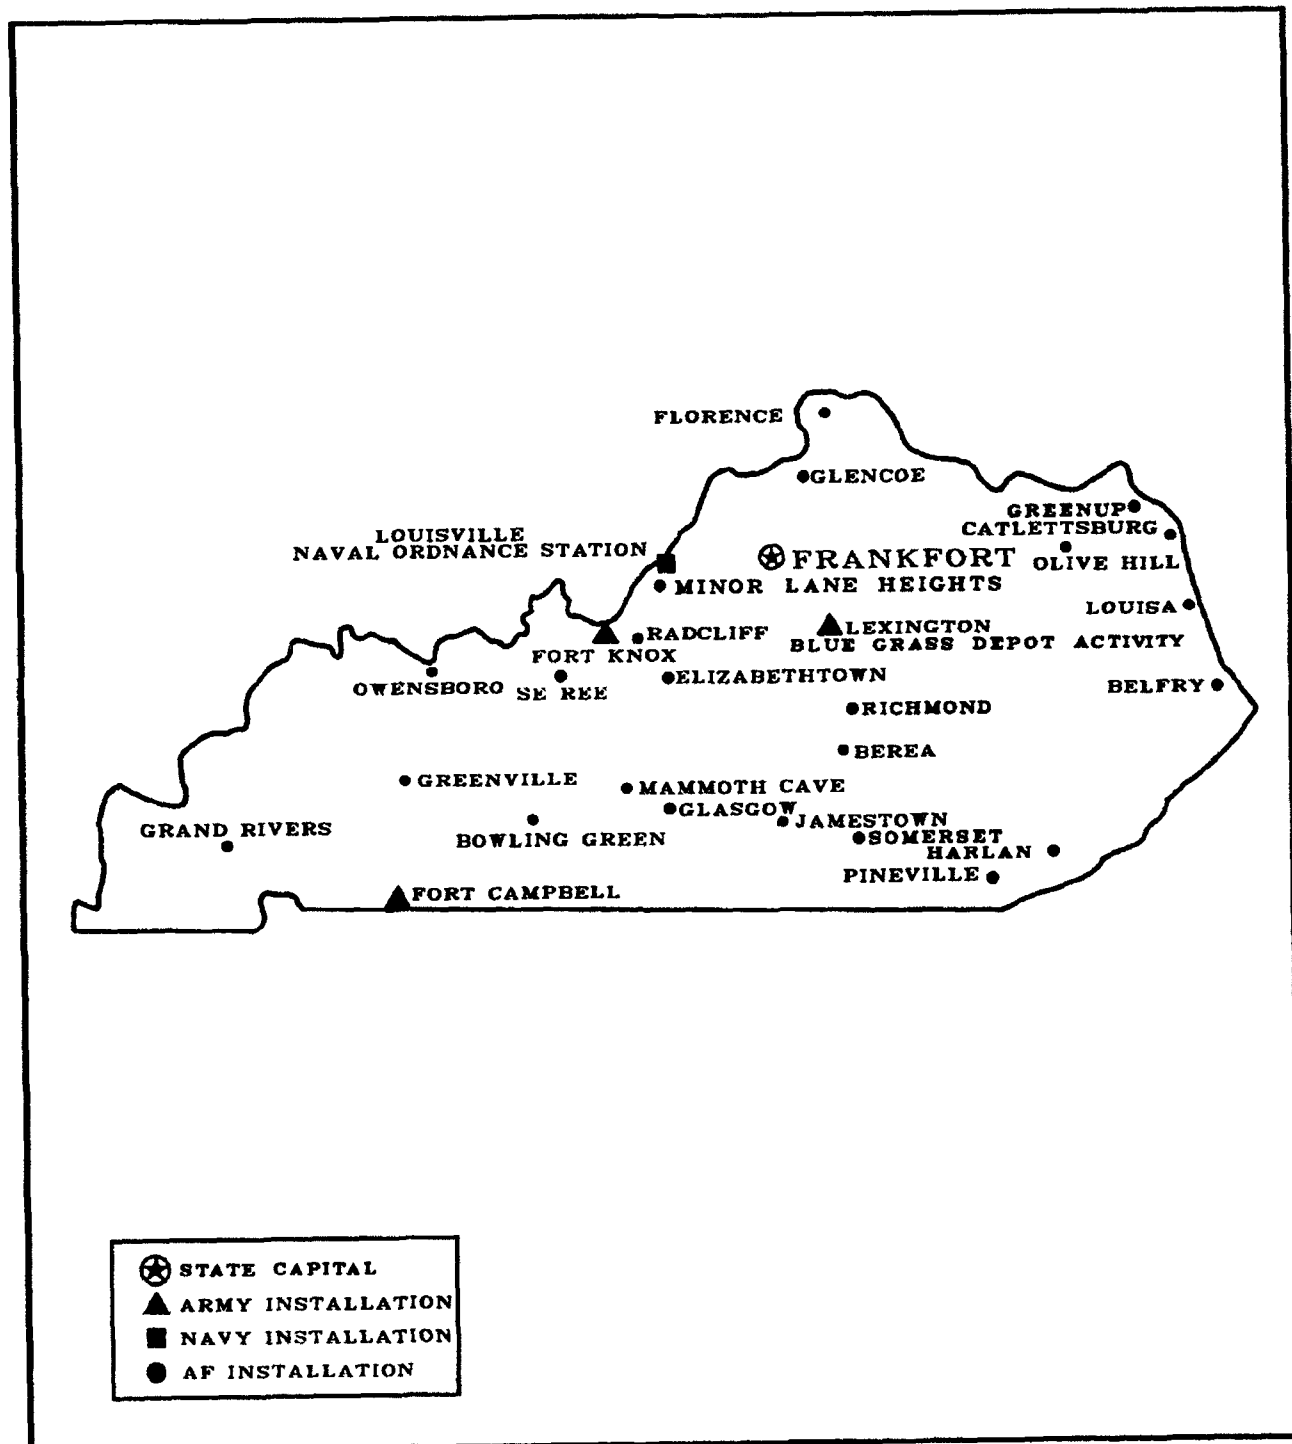 FLORENCE
GLENCOE
GREENUP
CATLETTSBURG
LOUISVILLE
NAVAL ORDNANCE STATION
FRANKFORT
OLIVE HILL
MINOR LANE HEIGHTS
LOUISA
RADCLIFF
LEXINGTON
BLUE GRASS DEPOT ACTIVITY
FORT KNOX
ELIZABETHTOWN
OWENSBORO
SE REE
BELFRY
RICHMOND
BEREA
GREENVILLE
MAMMOTH CAVE
GLASGOW
JAMESTOWN
GRAND RIVERS
BOWLING GREEN
SOMERSET
HARLAN
PINEVILLE
FORT CAMPBELL
STATE CAPITAL
ARMY INSTALLATION
NAVY INSTALLATION
AF INSTALLATION